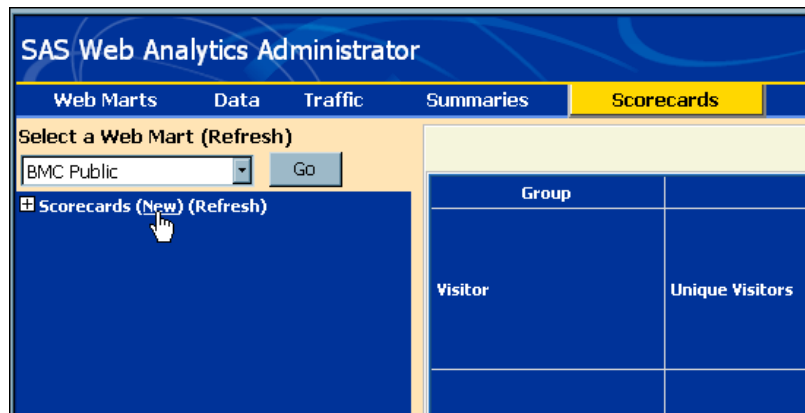 SAS Web Analytics Administrator
Web Marts Data Traffic Summaries Scorecards
Select a Web Mart (Refresh)
BMC Public Go
Scorecards (New) (Refresh)
Group
Visitor Unique Visitors